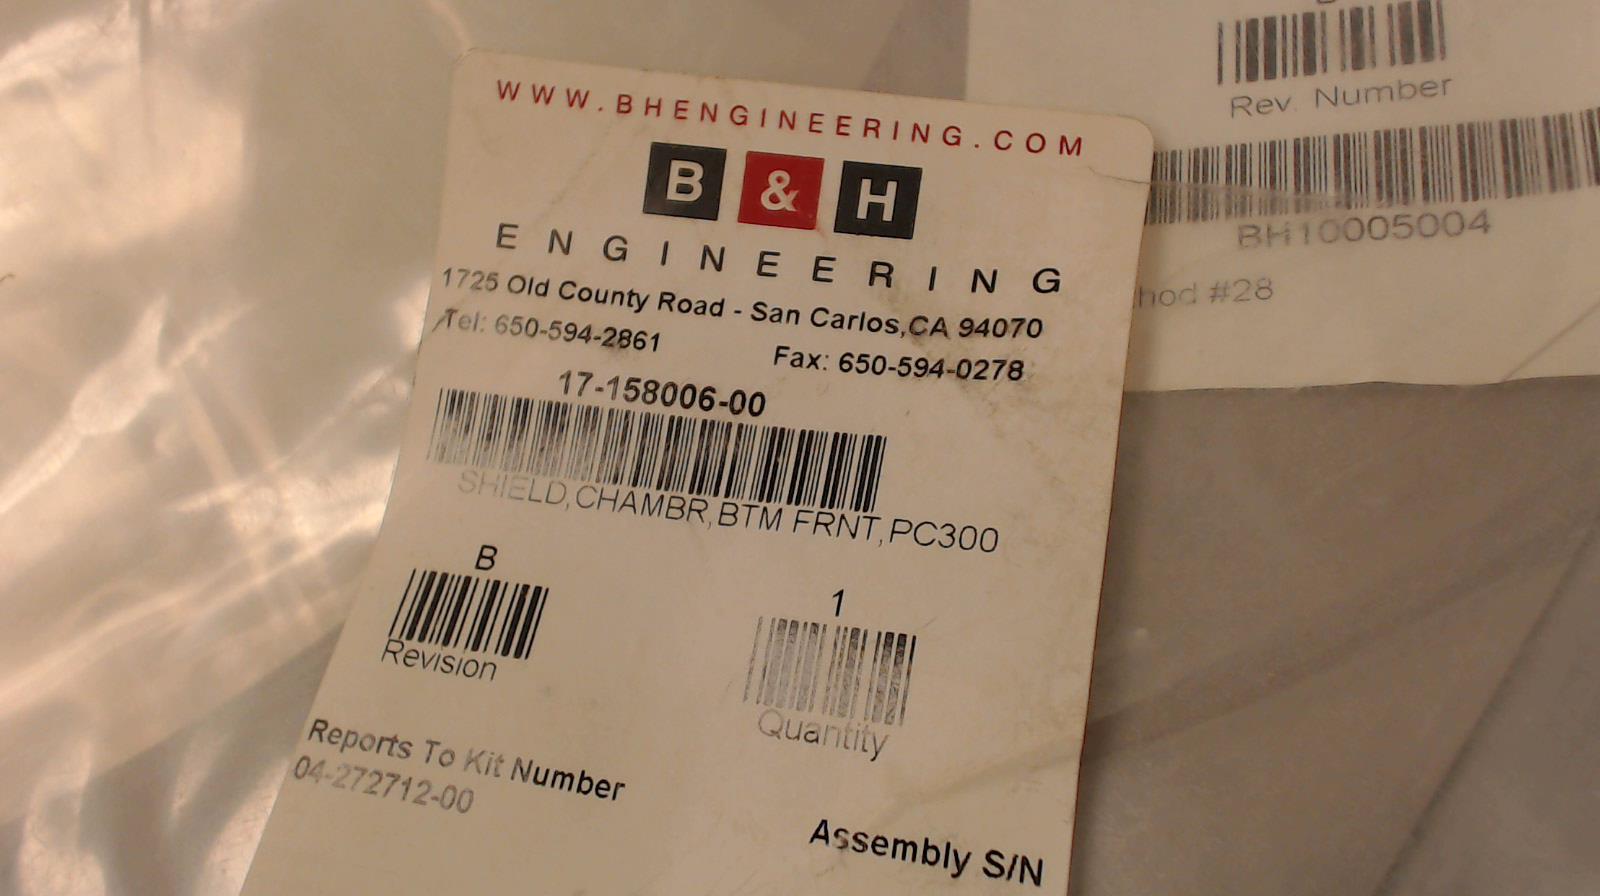 WWW.BHENGINEERING.COM
B & H
ENGINEERING
1725 Old County Road - San Carlos,CA 94070
Tel: 650-594-2861 Fax: 650-594-0278
17-158006-00
SHIELD,CHAMBR,BTM FRNT,PC300
B
Revision
1
Quantity
Reports To Kit Number
04-272712-00
Assembly S/N
Rev. Number
BH10005004
#28